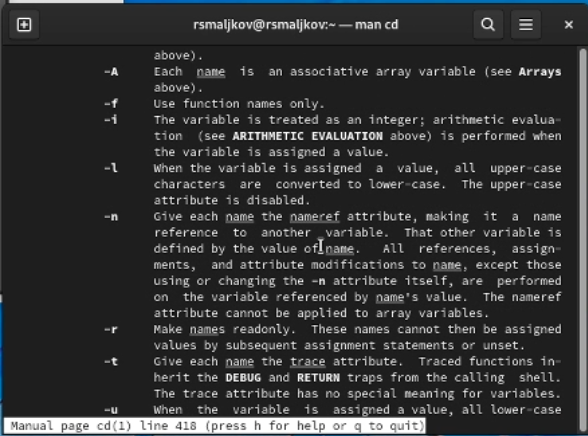 rsmaljkov@rsmaljkov:~ — man cd
above).
-A Each name is an associative array variable (see Arrays
above).
-f Use function names only.
-i The variable is treated as an integer; arithmetic evalua-
tion (see ARITHMETIC EVALUATION above) is performed when
the variable is assigned a value.
-l When the variable is assigned a value, all upper-case
characters are converted to lower-case. The upper-case
attribute is disabled.
-n Give each name the nameref attribute, making it a name
reference to another variable. That other variable is
defined by the value of name. All references, assign-
ments, and attribute modifications to name, except those
using or changing the -n attribute itself, are performed
on the variable referenced by name's value. The nameref
attribute cannot be applied to array variables.
-r Make names readonly. These names cannot then be assigned
values by subsequent assignment statements or unset.
-t Give each name the trace attribute. Traced functions in-
herit the DEBUG and RETURN traps from the calling shell.
The trace attribute has no special meaning for variables.
-u When the variable is assigned a value, all lower-case
Manual page cd(1) line 418 (press h for help or q to quit)